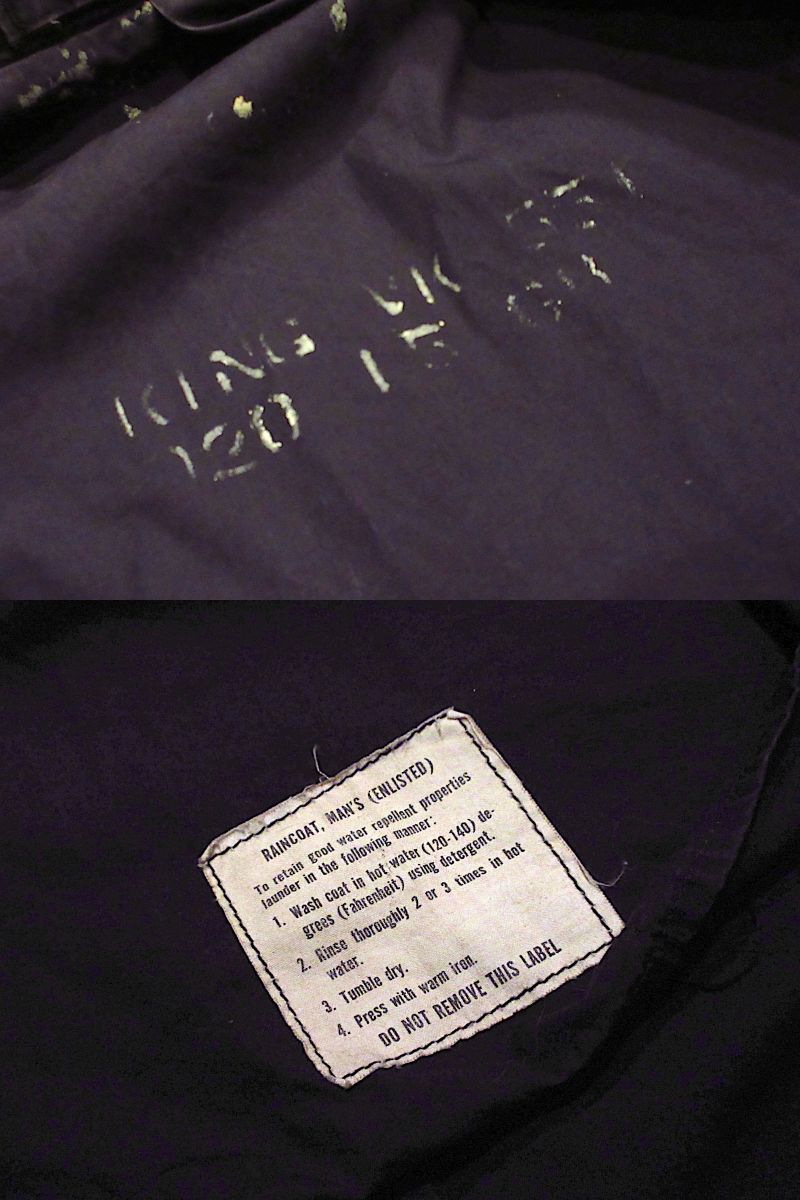 KING
120 15
RAINCOAT, MAN'S (ENLISTED)
To retain good water repellent properties
launder in the following manner:
1. Wash coat in hot water (120-140) de-
grees (Fahrenheit) using detergent.
2. Rinse thoroughly 2 or 3 times in hot
water.
3. Tumble dry.
4. Press with warm iron.
DO NOT REMOVE THIS LABEL